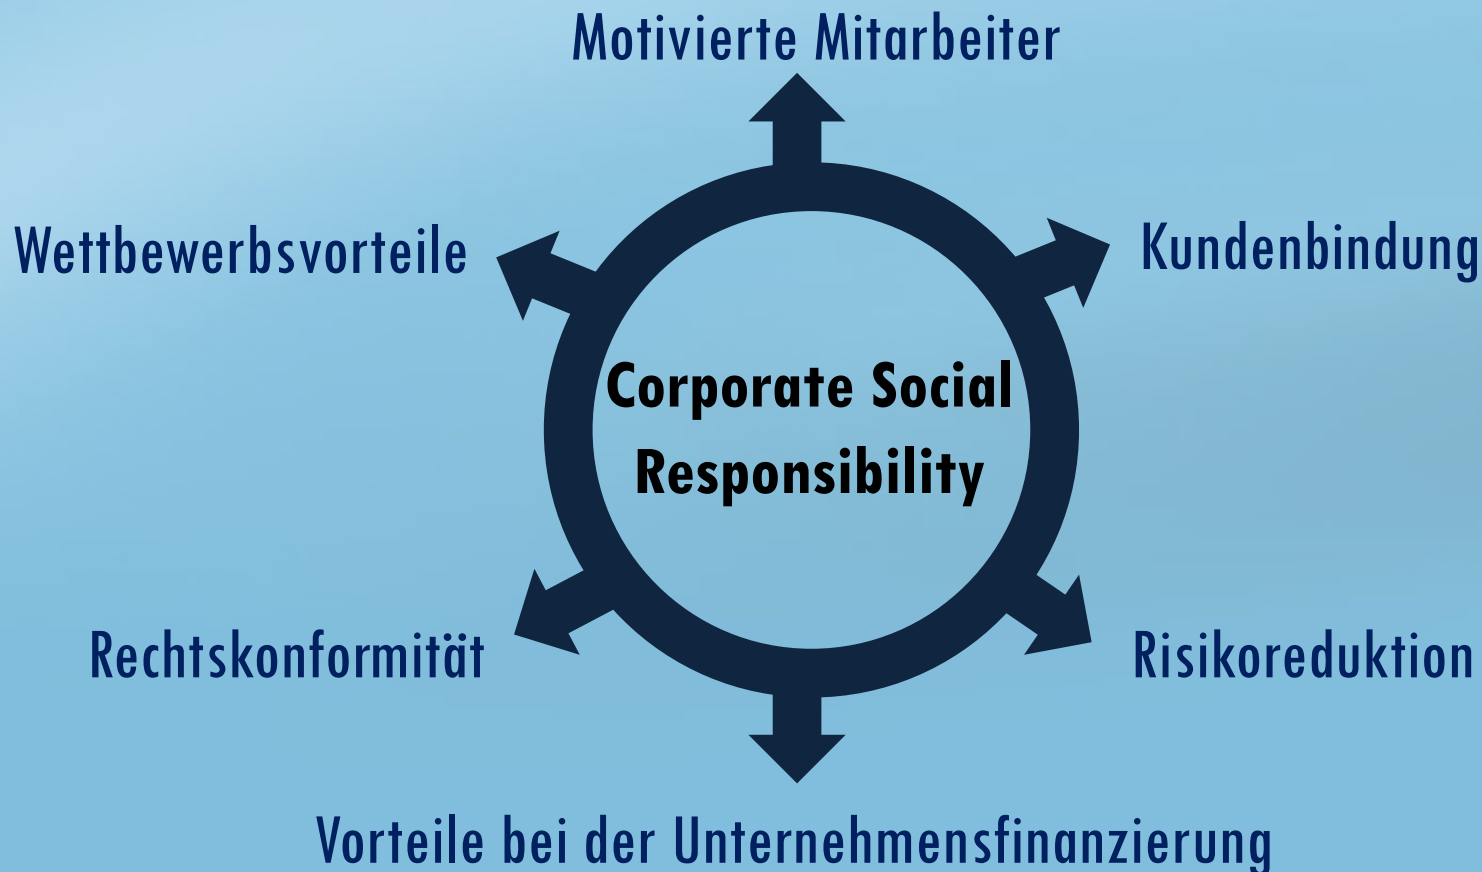 Motivierte Mitarbeiter
Wettbewerbsvorteile
Kundenbindung
Corporate Social
Responsibility
Rechtskonformität
Risikoreduktion
Vorteile bei der Unternehmensfinanzierung